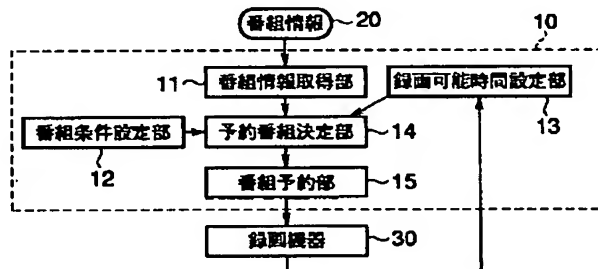 番組情報 20
10
11 番組情報取得部
録画可能時間設定部
13
番組条件設定部
12
予約番組決定部 14
番組予約部 15
録画機器 30